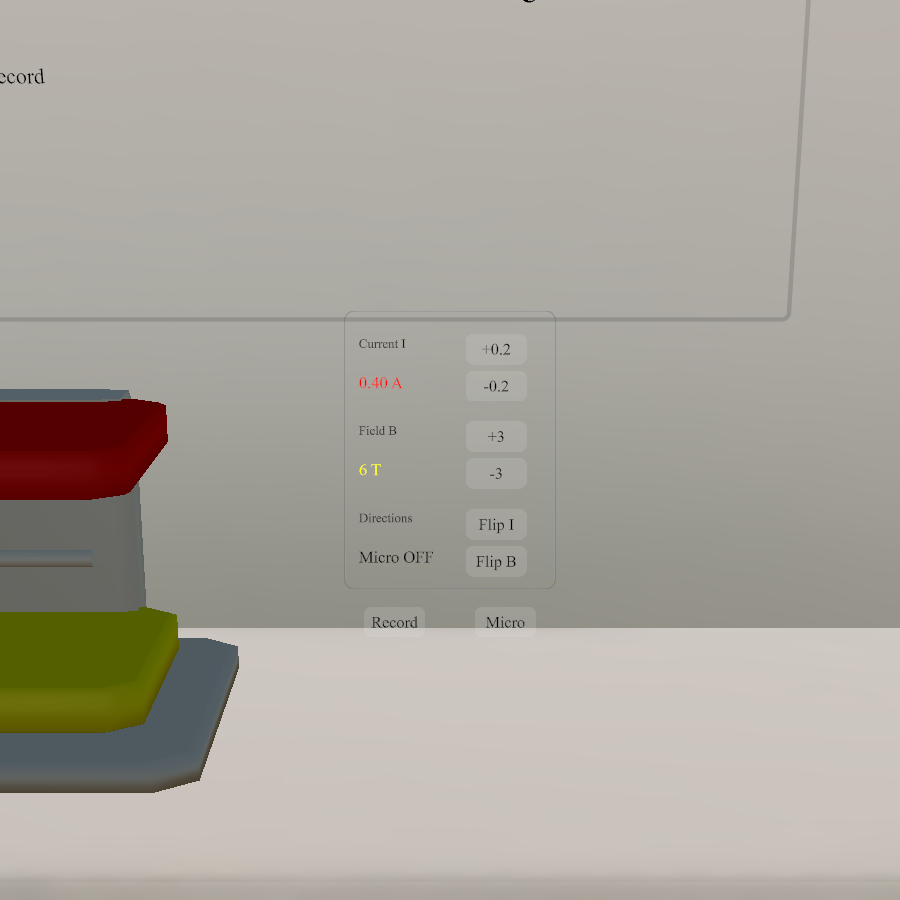 ecord
Current I
+0.2
0.40 A
-0.2
Field B
+3
6 T
-3
Directions
Flip I
Micro OFF
Flip B
Record
Micro